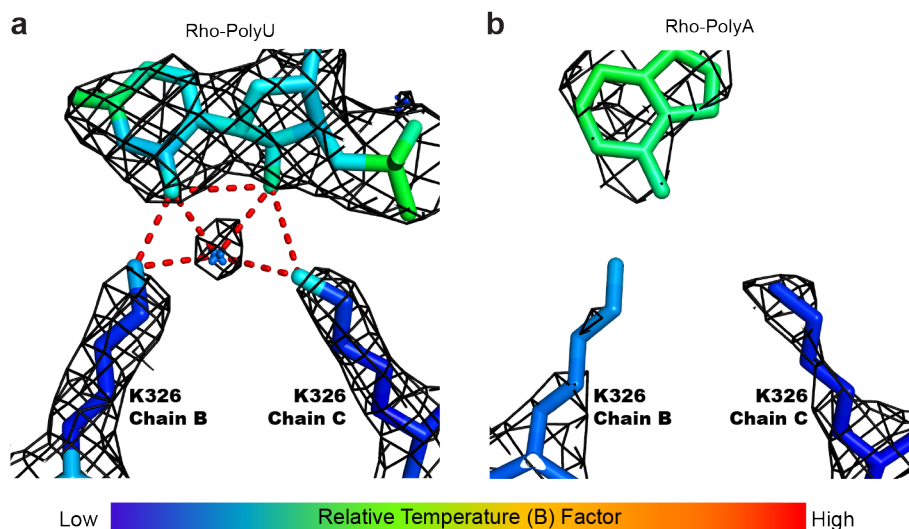 a
Rho-PolyU
b
Rho-PolyA
K326
Chain B
K326
Chain C
K326
Chain B
K326
Chain C
Low
Relative Temperature (B) Factor
High